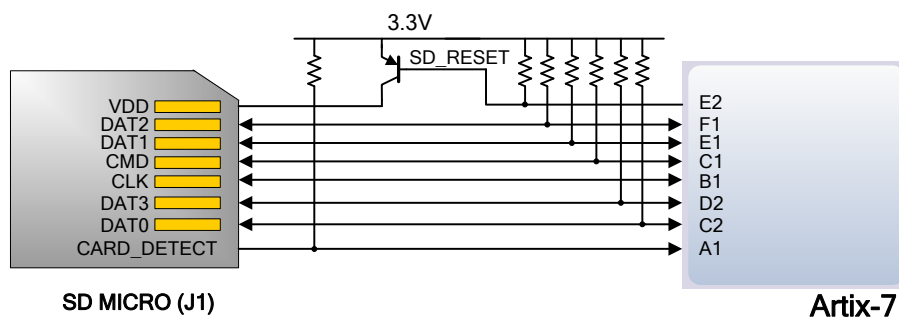 3.3V
SD_RESET
VDD
DAT2
DAT1
CMD
CLK
DAT3
DAT0
CARD_DETECT
E2
F1
E1
C1
B1
D2
C2
A1
SD MICRO (J1)
Artix-7